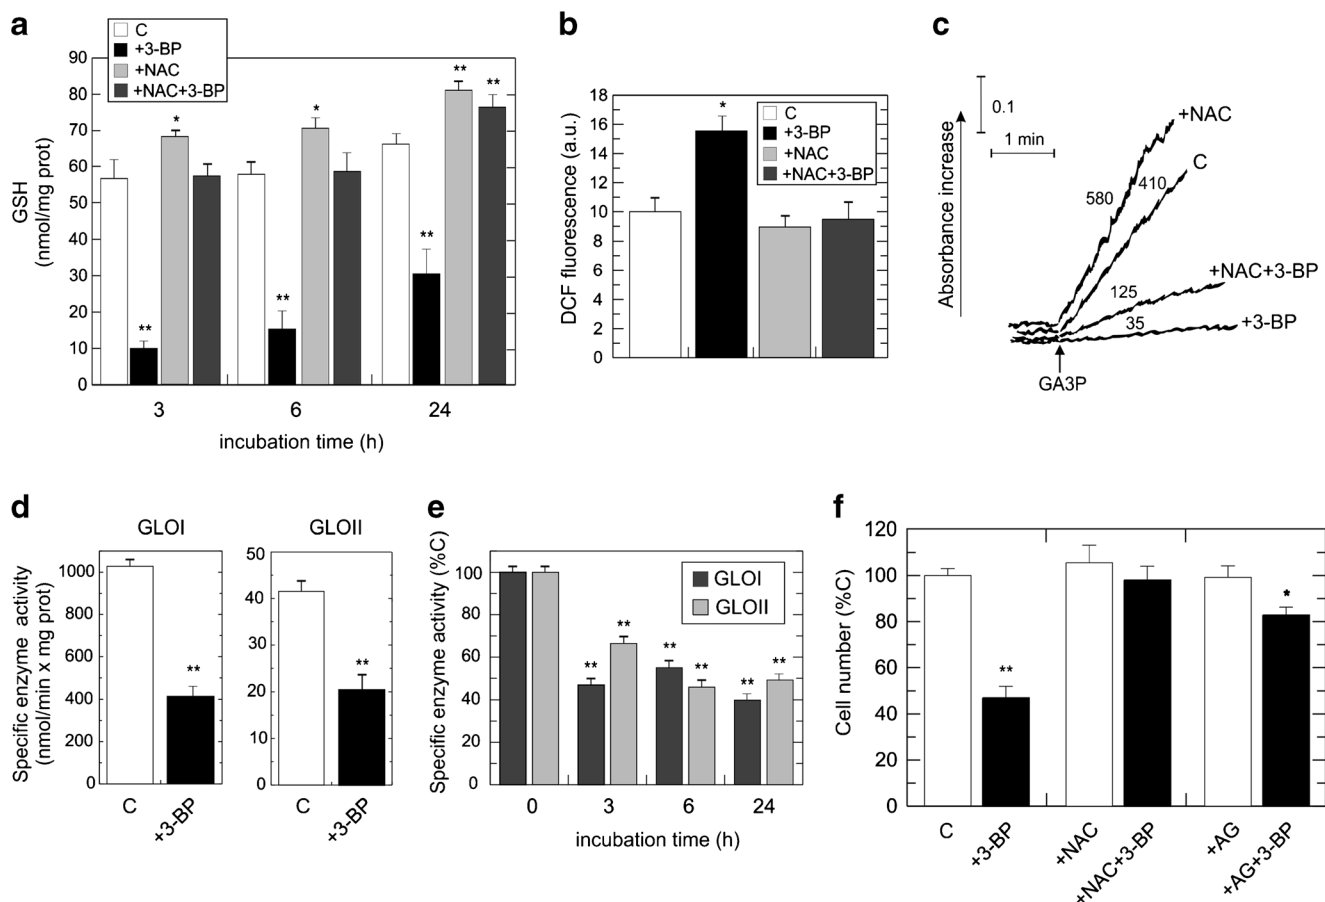 a
C
+3-BP
+NAC
+NAC+3-BP
GSH
(nmol/mg prot)
90
80
70
60
50
40
30
20
10
0
** * ** * ** ** **
3 6 24
incubation time (h)
b
C
+3-BP
+NAC
+NAC+3-BP
DCF fluorescence (a.u.)
18
16
14
12
10
8
6
4
2
0
*
c
0.1
1 min
Absorbance increase
+NAC
C
580
410
+NAC+3-BP
125
35
+3-BP
GA3P
d
GLOI
GLOII
Specific enzyme activity
(nmol/min x mg prot)
1000
800
600
400
200
0
**
C
+3-BP
50
40
30
20
10
0
**
C
+3-BP
e
Specific enzyme activity (%C)
100
80
60
40
20
0
GLOI
GLOII
** ** ** ** ** **
0 3 6 24
incubation time (h)
f
Cell number (%C)
120
100
80
60
40
20
0
**
*
C
+3-BP
+NAC
+NAC+3-BP
+AG
+AG+3-BP